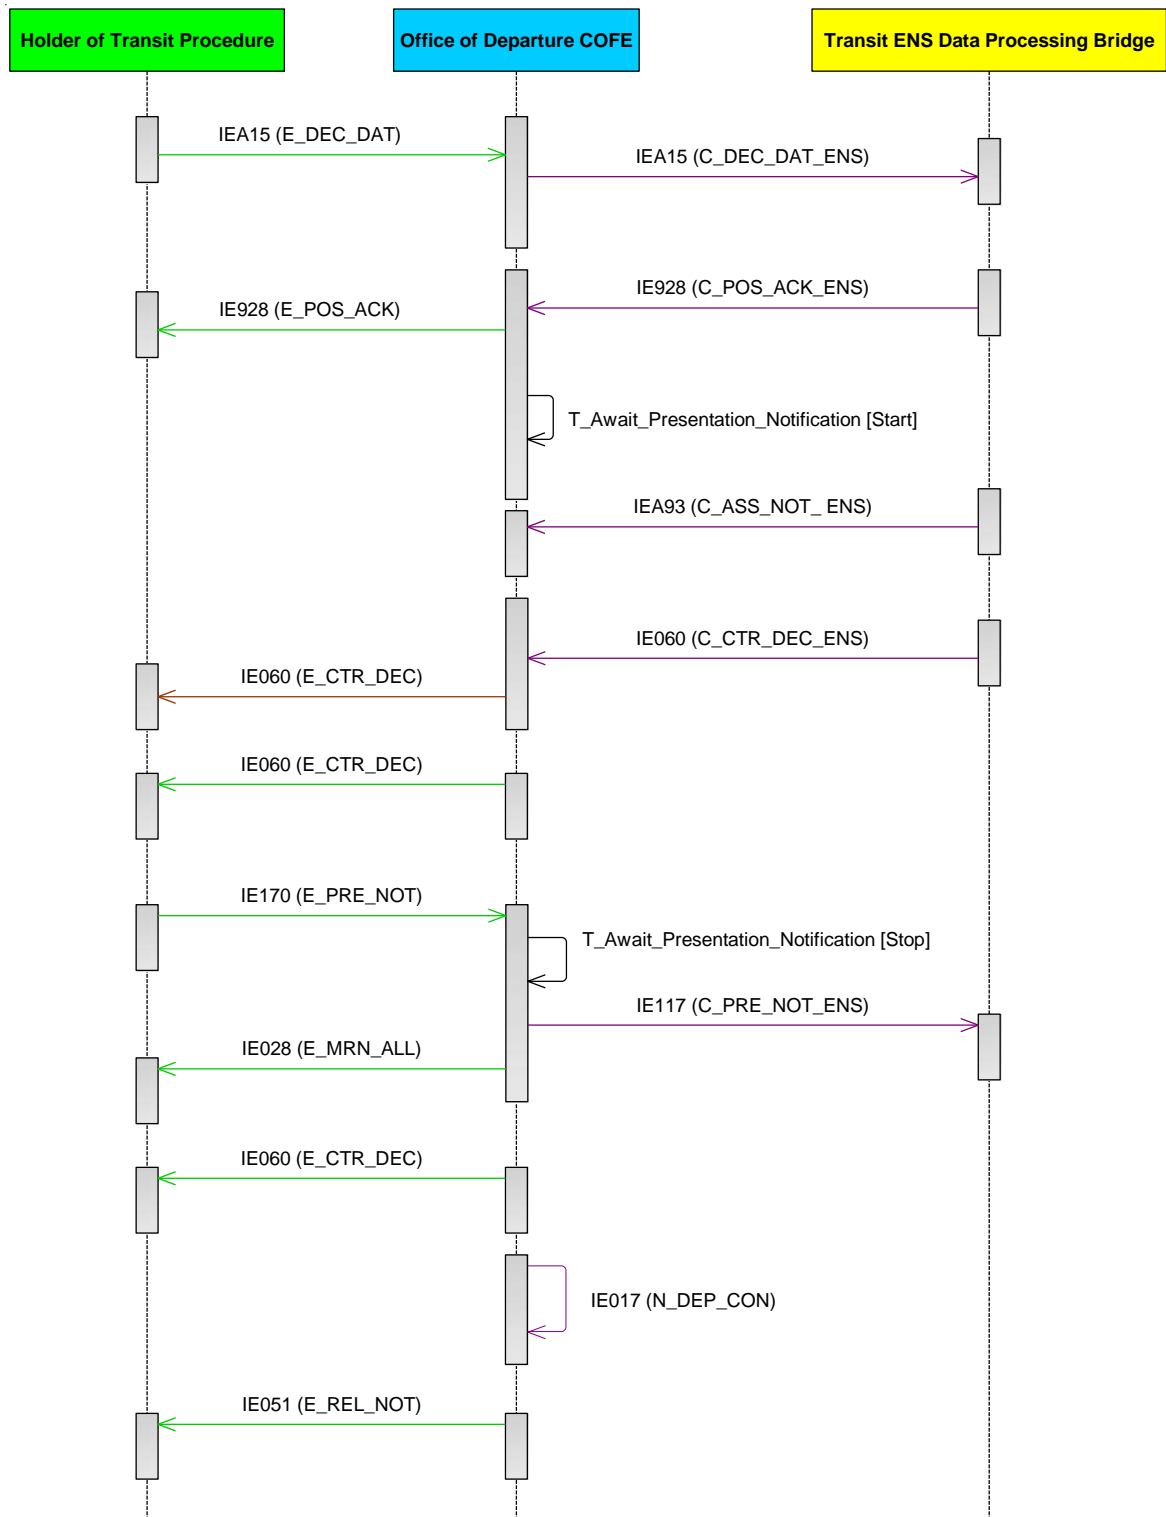 Holder of Transit Procedure
Office of Departure COFE
Transit ENS Data Processing Bridge
IEA15 (E_DEC_DAT)
IEA15 (C_DEC_DAT_ENS)
IE928 (C_POS_ACK_ENS)
IE928 (E_POS_ACK)
T_Await_Presentation_Notification [Start]
IEA93 (C_ASS_NOT_ ENS)
IE060 (C_CTR_DEC_ENS)
IE060 (E_CTR_DEC)
IE060 (E_CTR_DEC)
IE170 (E_PRE_NOT)
T_Await_Presentation_Notification [Stop]
IE117 (C_PRE_NOT_ENS)
IE028 (E_MRN_ALL)
IE060 (E_CTR_DEC)
IE017 (N_DEP_CON)
IE051 (E_REL_NOT)